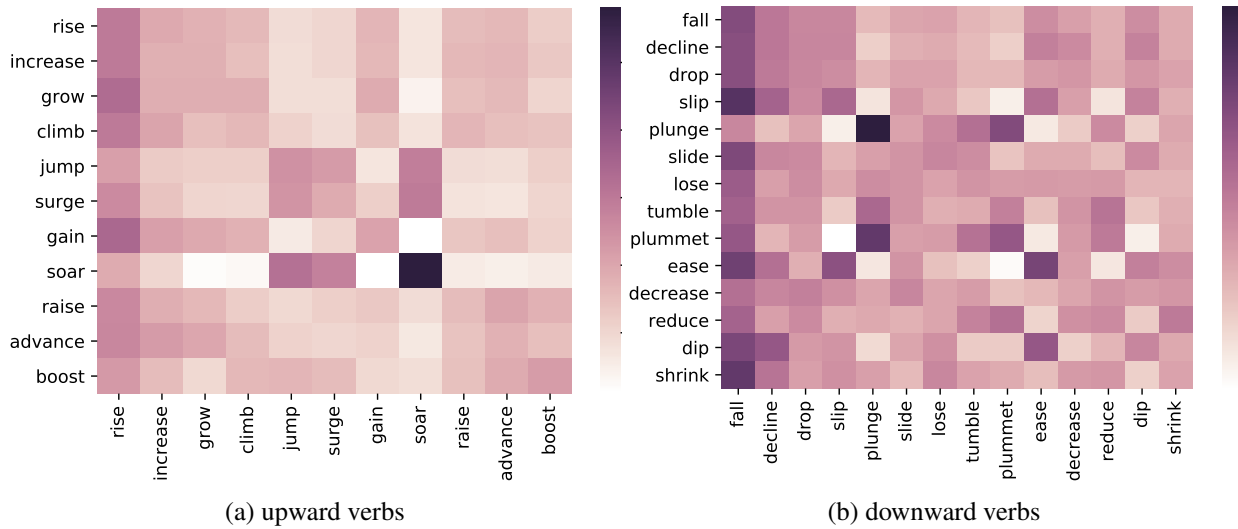 rise
increase
grow
climb
jump
surge
gain
soar
raise
advance
boost
rise
increase
grow
climb
jump
surge
gain
soar
raise
advance
boost
(a) upward verbs
fall
decline
drop
slip
plunge
slide
lose
tumble
plummet
ease
decrease
reduce
dip
shrink
fall
decline
drop
slip
plunge
slide
lose
tumble
plummet
ease
decrease
reduce
dip
shrink
(b) downward verbs